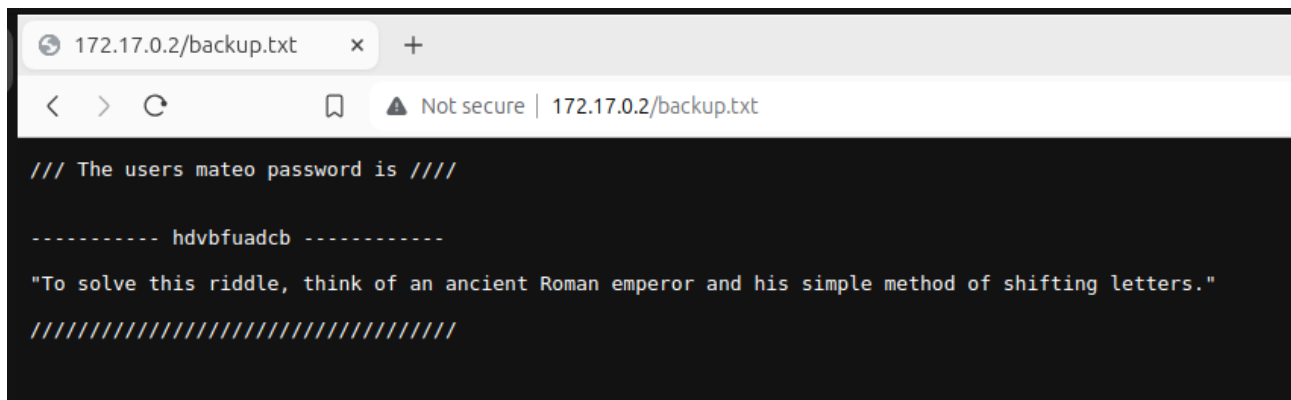 172.17.0.2/backup.txt
Not secure | 172.17.0.2/backup.txt
/// The users mateo password is ////
----------- hdvbfuadcb ------------
"To solve this riddle, think of an ancient Roman emperor and his simple method of shifting letters."
////////////////////////////////////